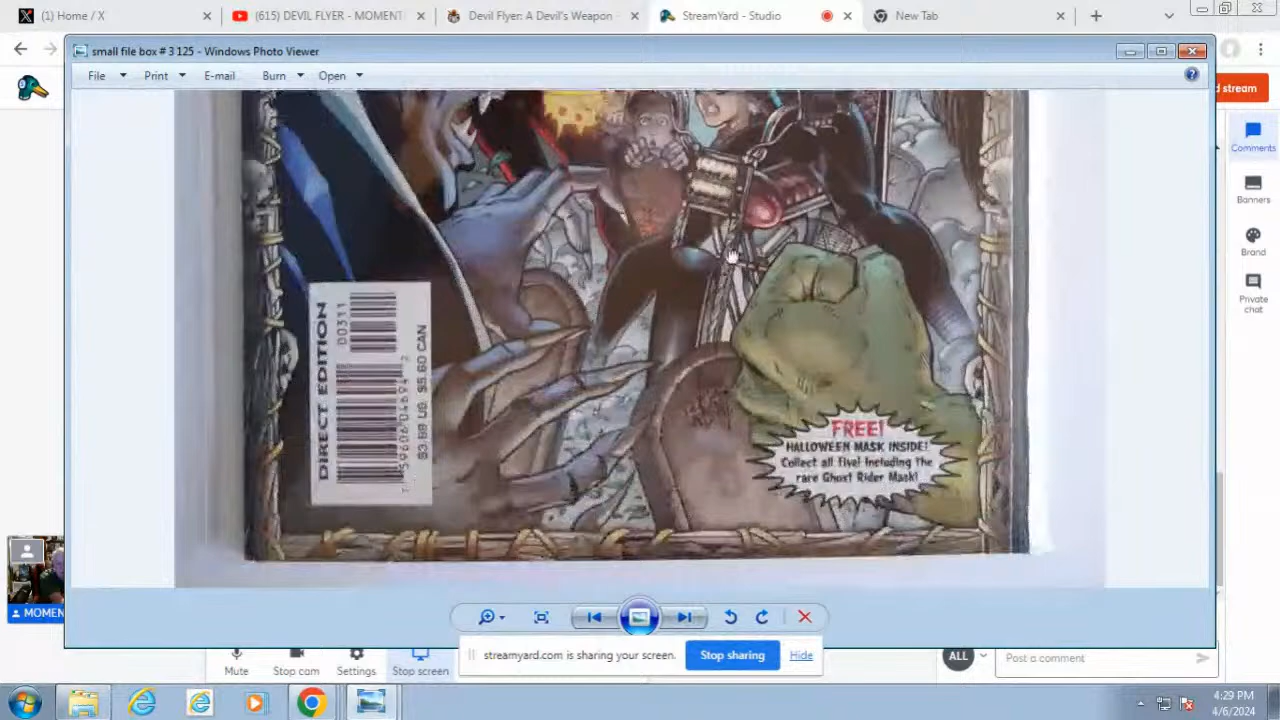 (1) Home / X
(615) DEVIL FLYER - MOMENT
Devil Flyer: A Devil's Weapon
StreamYard - Studio
New Tab
small file box # 3 125 - Windows Photo Viewer
File
Print
E-mail
Burn
Open
d stream
Comments
Banners
Brand
Private
chat
DIRECT EDITION
00311
$3.99 US $5.60 CAN
FREE!
HALLOWEEN MASK INSIDE!
Collect all five! Including the
rare Ghost Rider Mask!
MOMEN
streamyard.com is sharing your screen.
Stop sharing
Hide
Mute
Stop cam
Settings
Stop screen
ALL
Post a comment
4:29 PM
4/6/2024